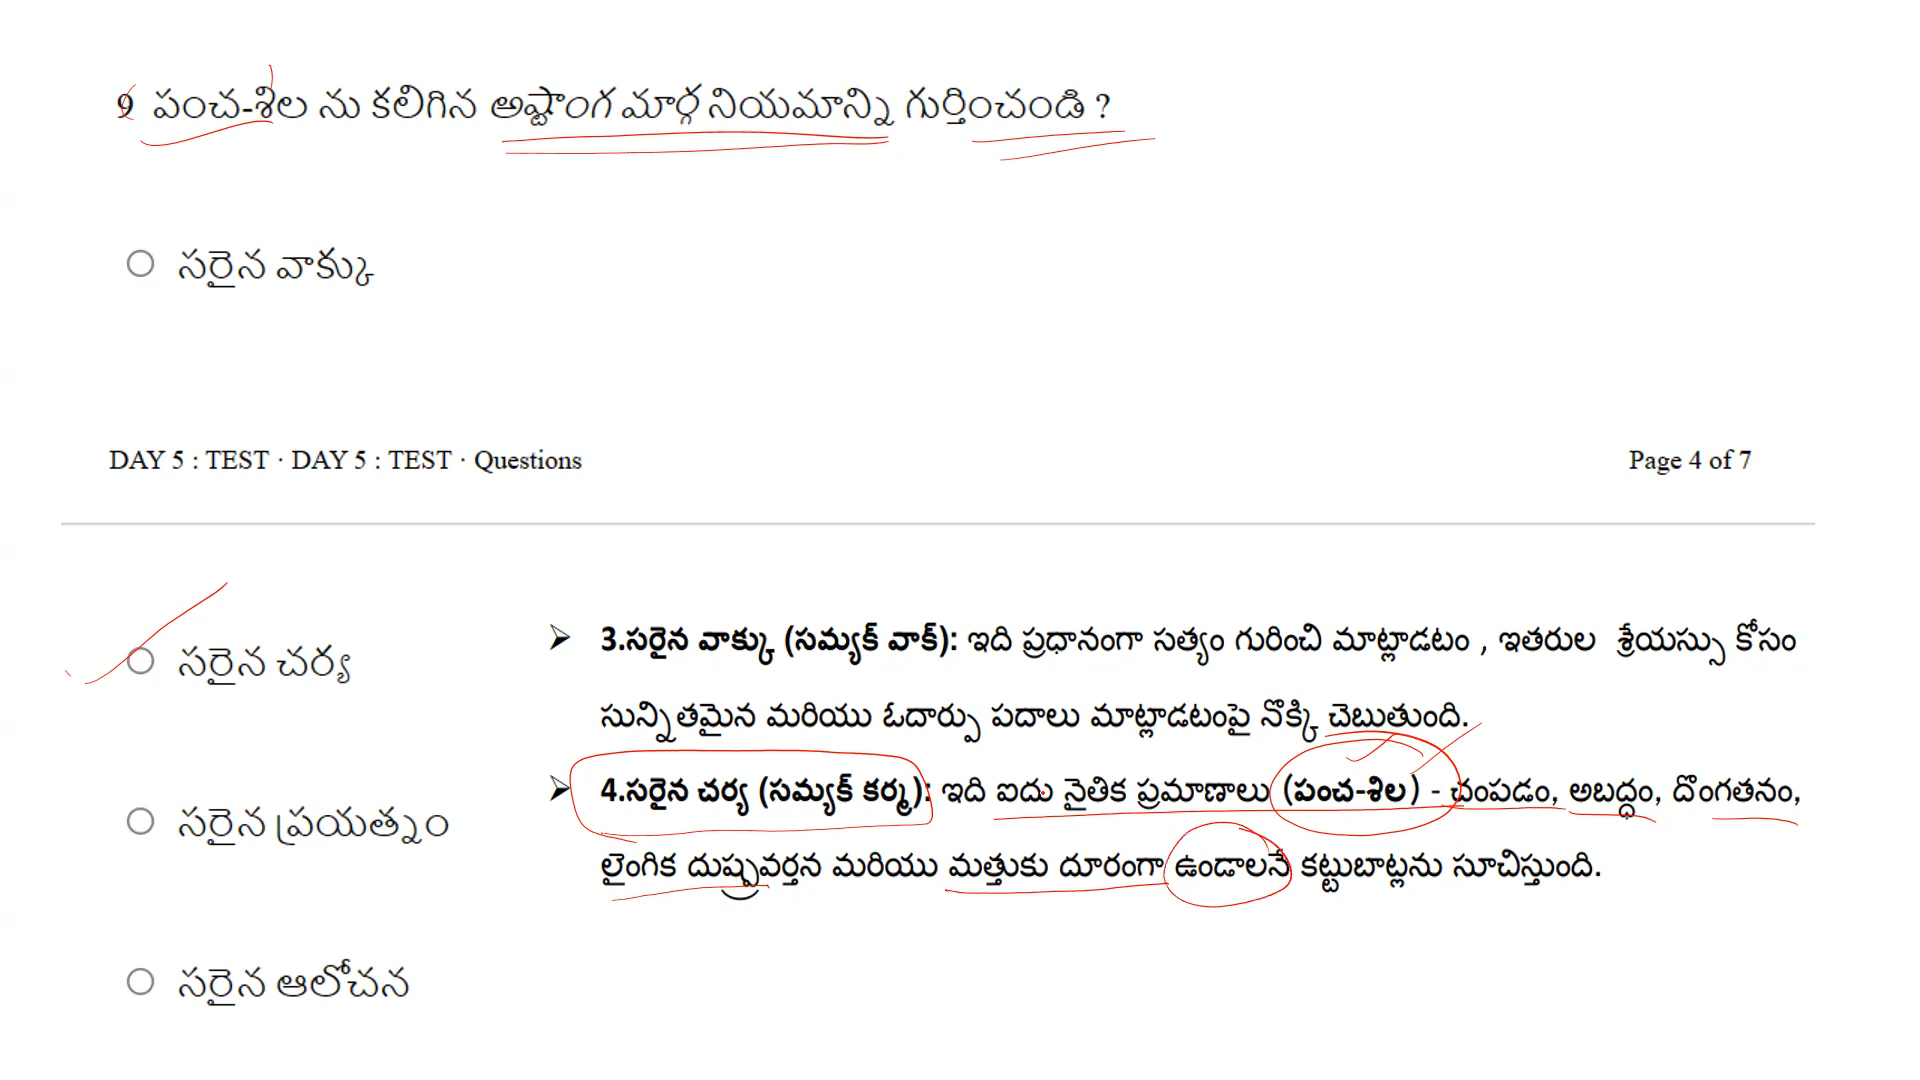 9 పంచ-శిల ను కలిగిన అష్టాంగ మార్గ నియమాన్ని గుర్తించండి ?
సరైన వాక్కు
DAY 5 : TEST · DAY 5 : TEST · Questions
Page 4 of 7
సరైన చర్య
సరైన ప్రయత్నం
సరైన ఆలోచన
➢ 3.సరైన వాక్కు (సమ్యక్ వాక్): ఇది ప్రధానంగా సత్యం గురించి మాట్లాడటం , ఇతరుల శ్రేయస్సు కోసం
సున్నితమైన మరియు ఓదార్పు పదాలు మాట్లాడటంపై నొక్కి చెబుతుంది.
➢ 4.సరైన చర్య (సమ్యక్ కర్మ): ఇది ఐదు నైతిక ప్రమాణాలు (పంచ-శిల) - చంపడం, అబద్ధం, దొంగతనం,
లైంగిక దుష్ప్రవర్తన మరియు మత్తుకు దూరంగా ఉండాలనే కట్టుబాట్లను సూచిస్తుంది.